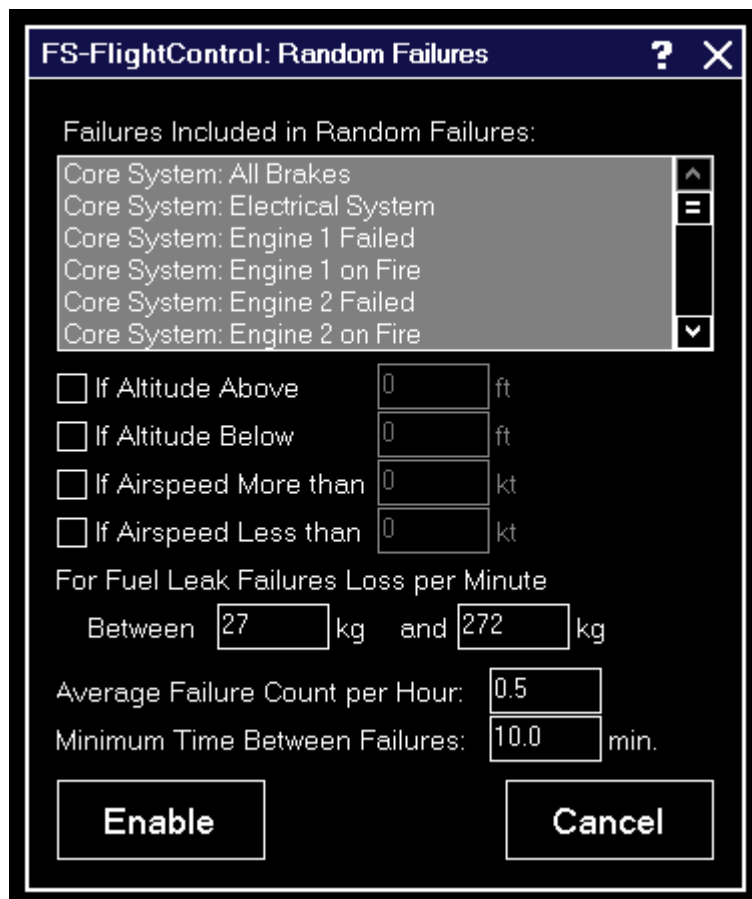 FS-FlightControl: Random Failures ? X
Failures Included in Random Failures:
Core System: All Brakes
Core System: Electrical System
Core System: Engine 1 Failed
Core System: Engine 1 on Fire
Core System: Engine 2 Failed
Core System: Engine 2 on Fire
If Altitude Above 0 ft
If Altitude Below 0 ft
If Airspeed More than 0 kt
If Airspeed Less than 0 kt
For Fuel Leak Failures Loss per Minute
Between 27 kg and 272 kg
Average Failure Count per Hour: 0.5
Minimum Time Between Failures: 10.0 min.
Enable Cancel